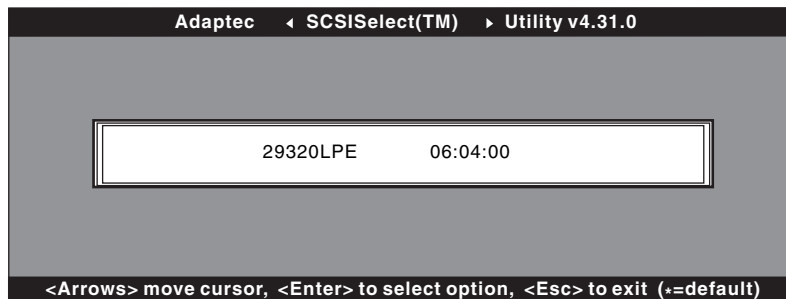 Adaptec ◂ SCSISelect(TM) ▸ Utility v4.31.0
29320LPE 06:04:00
<Arrows> move cursor, <Enter> to select option, <Esc> to exit (*=default)